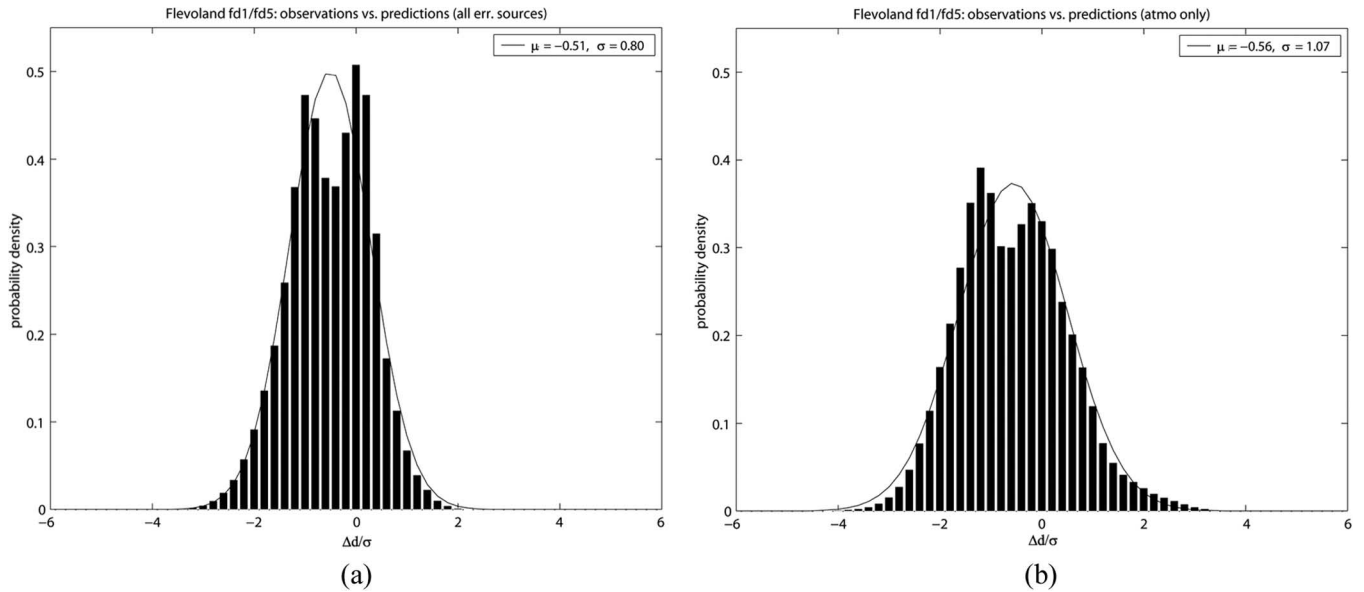 Flevoland fd1/fd5: observations vs. predictions (all err. sources)
μ = −0.51, σ = 0.80
0.5
0.4
0.3
0.2
0.1
0
probability density
−6 −4 −2 0 2 4 6
Δd/σ
(a)
Flevoland fd1/fd5: observations vs. predictions (atmo only)
μ = −0.56, σ = 1.07
0.5
0.4
0.3
0.2
0.1
0
probability density
−6 −4 −2 0 2 4 6
Δd/σ
(b)